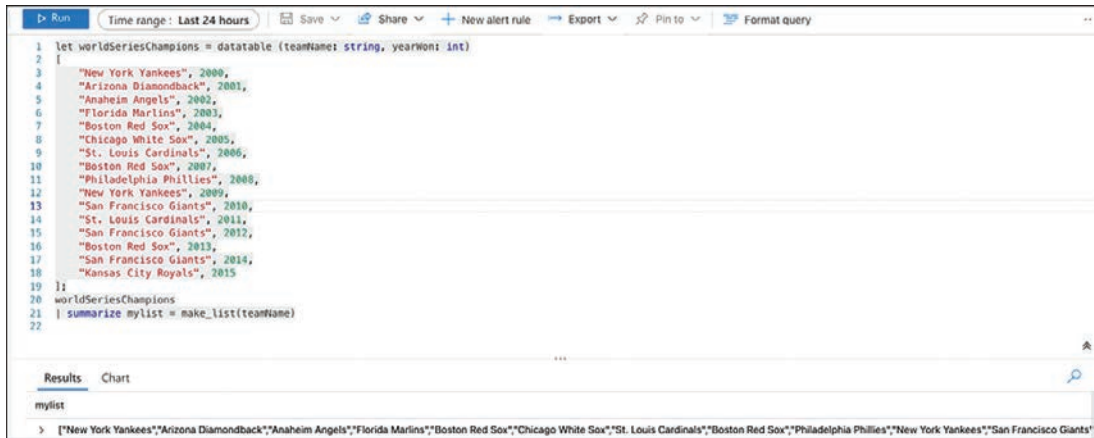 Run Time range : Last 24 hours Save Share New alert rule Export Pin to Format query ...
1 let worldSeriesChampions = datatable (teamName: string, yearWon: int)
2 [
3 "New York Yankees", 2000,
4 "Arizona Diamondback", 2001,
5 "Anaheim Angels", 2002,
6 "Florida Marlins", 2003,
7 "Boston Red Sox", 2004,
8 "Chicago White Sox", 2005,
9 "St. Louis Cardinals", 2006,
10 "Boston Red Sox", 2007,
11 "Philadelphia Phillies", 2008,
12 "New York Yankees", 2009,
13 "San Francisco Giants", 2010,
14 "St. Louis Cardinals", 2011,
15 "San Francisco Giants", 2012,
16 "Boston Red Sox", 2013,
17 "San Francisco Giants", 2014,
18 "Kansas City Royals", 2015
19 ];
20 worldSeriesChampions
21 | summarize mylist = make_list(teamName)
22
Results Chart
mylist
> ["New York Yankees","Arizona Diamondback","Anaheim Angels","Florida Marlins","Boston Red Sox","Chicago White Sox","St. Louis Cardinals","Boston Red Sox","Philadelphia Phillies","New York Yankees","San Francisco Giants"